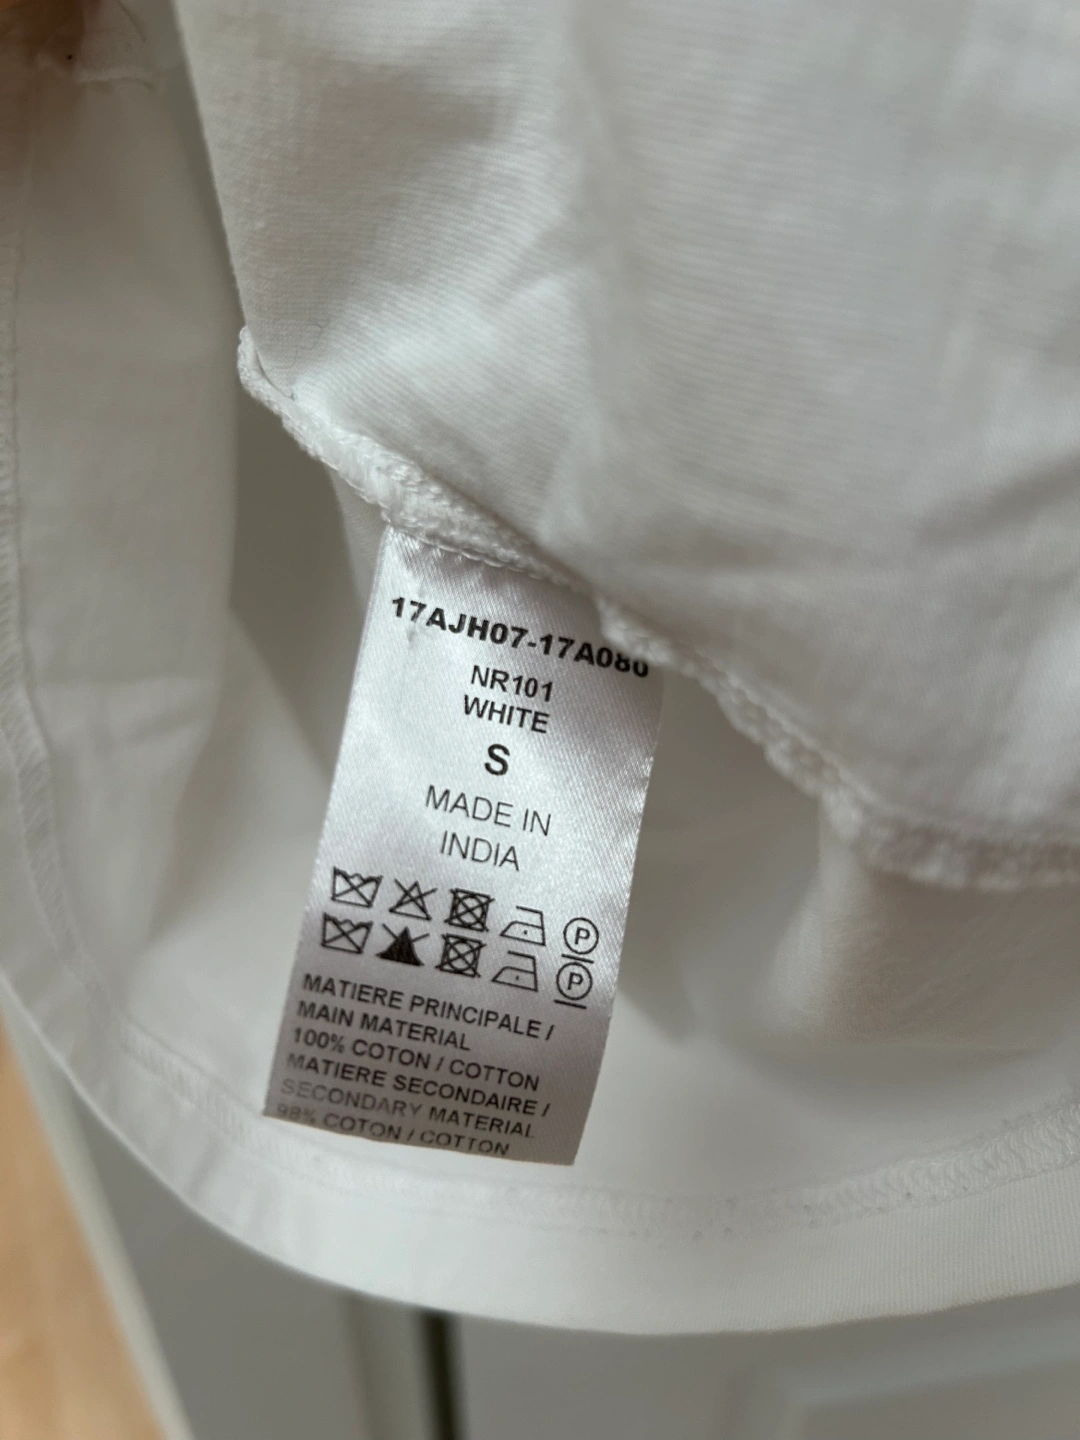 17AJH07-17A080
NR101
WHITE
S
MADE IN
INDIA
P
P
MATIERE PRINCIPALE /
MAIN MATERIAL
100% COTON / COTTON
MATIERE SECONDAIRE /
SECONDARY MATERIAL
98% COTON / COTTON